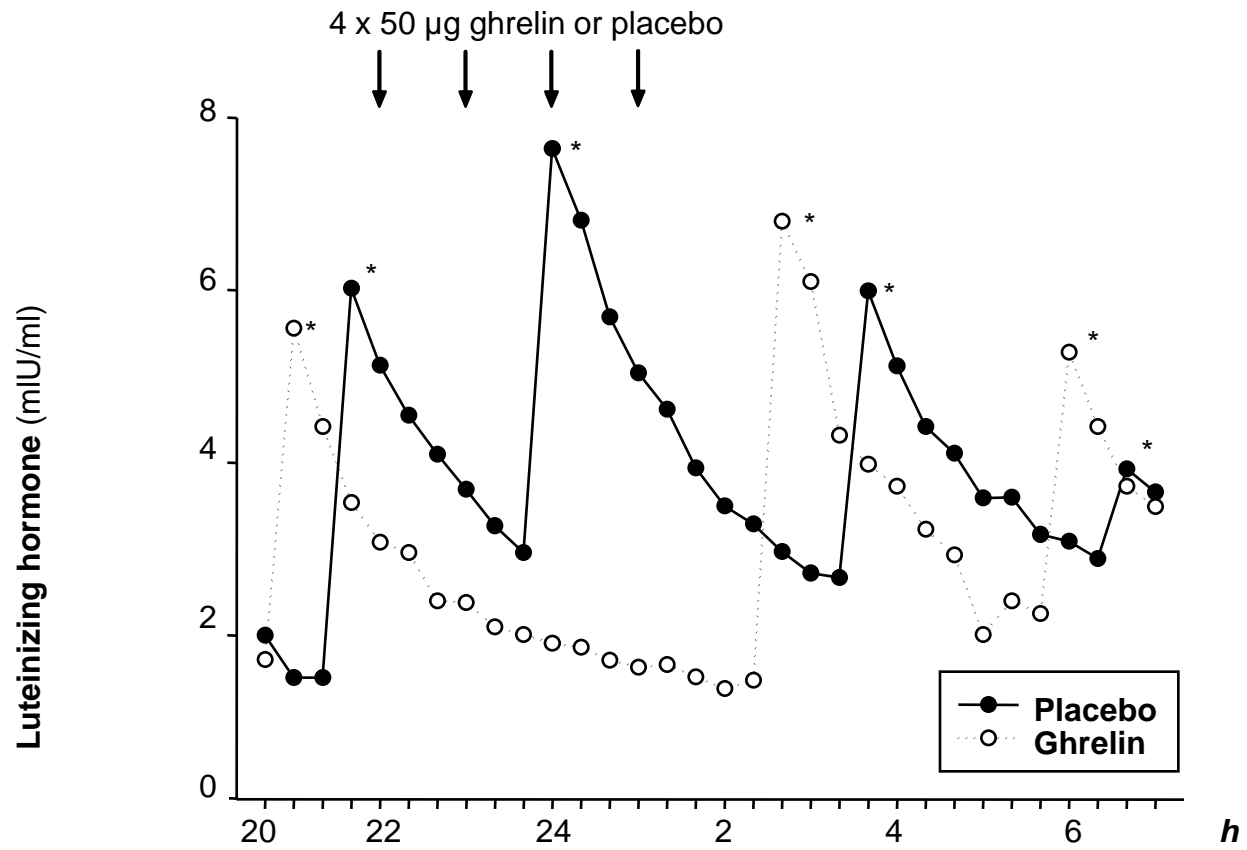 4 x 50 µg ghrelin or placebo
8
*
*
*
6
*
*
*
*
4
2
0
Luteinizing hormone (mIU/ml)
Placebo
Ghrelin
20 22 24 2 4 6 h